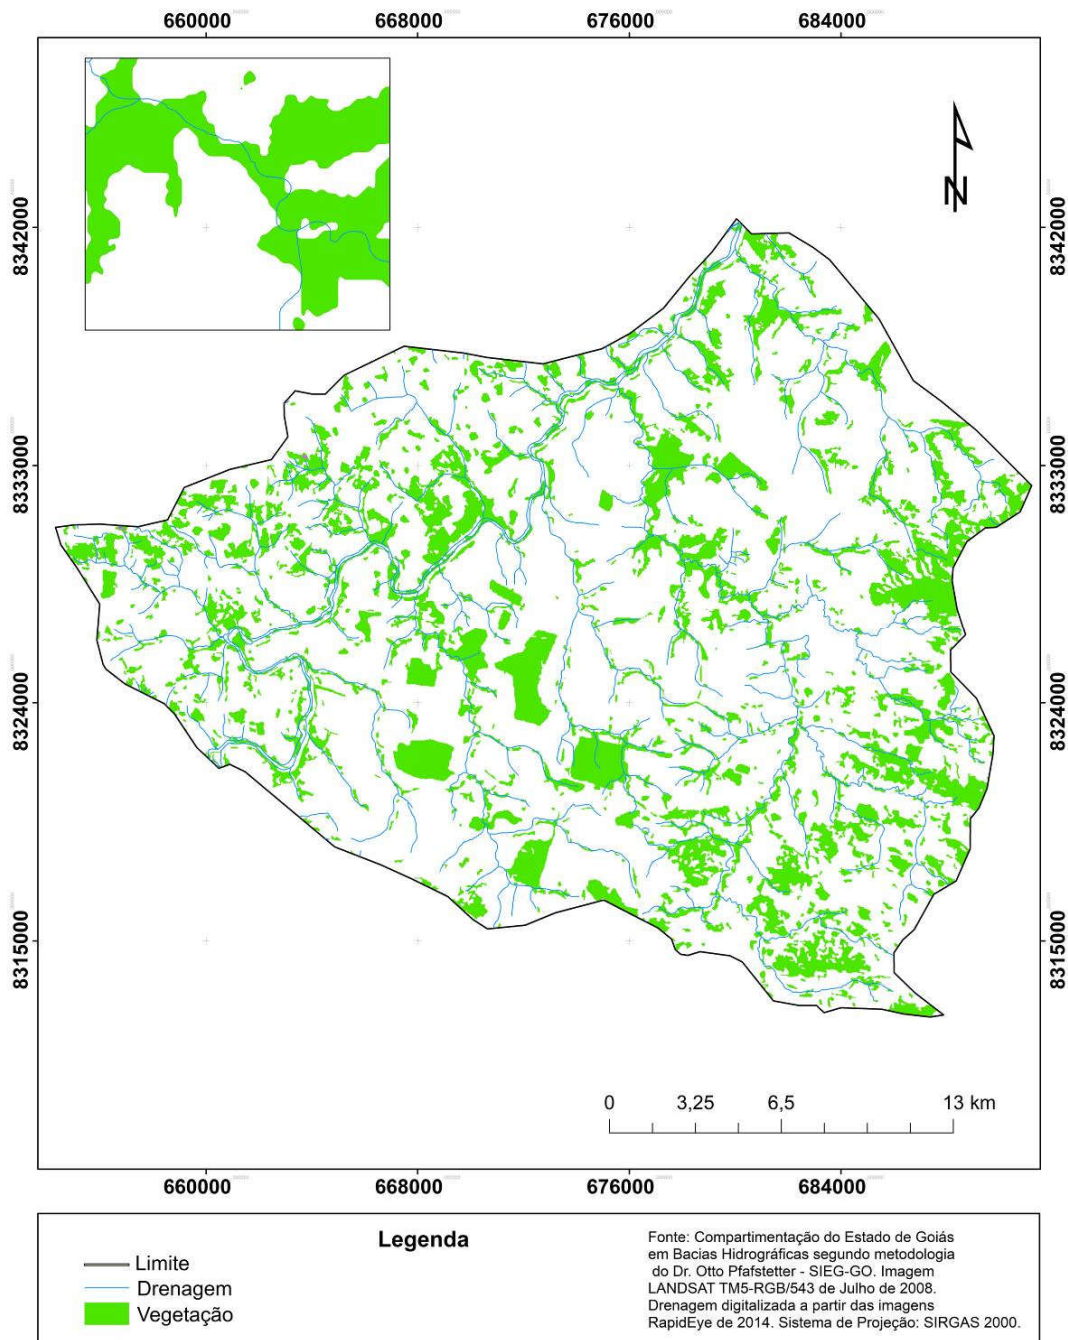 660000 668000 676000 684000
8342000 8342000
N
8333000 8333000
8324000 8324000
8315000 8315000
0 3,25 6,5 13 km
660000 668000 676000 684000
Legenda
Limite
Drenagem
Vegetação
Fonte: Compartimentação do Estado de Goiás
em Bacias Hidrográficas segundo metodologia
do Dr. Otto Pfafstetter - SIEG-GO. Imagem
LANDSAT TM5-RGB/543 de Julho de 2008.
Drenagem digitalizada a partir das imagens
RapidEye de 2014. Sistema de Projeção: SIRGAS 2000.